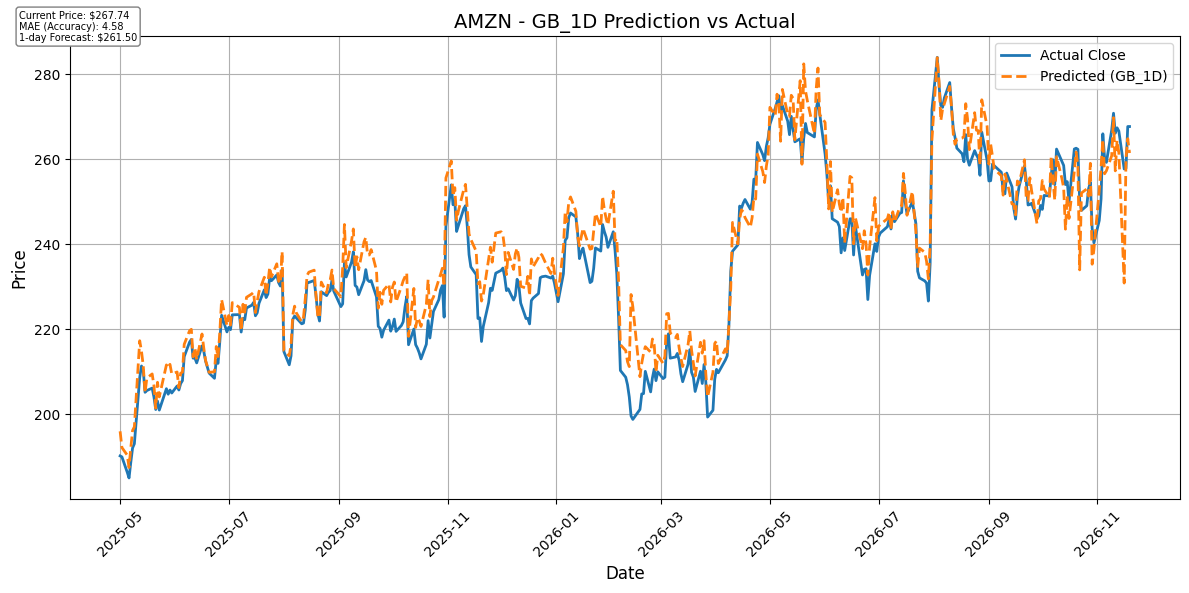 AMZN - GB_1D Prediction vs Actual
Current Price: $267.74
MAE (Accuracy): 4.58
1-day Forecast: $261.50
Actual Close
Predicted (GB_1D)
Price
280
260
240
220
200
2025-05
2025-07
2025-09
2025-11
2026-01
2026-03
2026-05
2026-07
2026-09
2026-11
Date